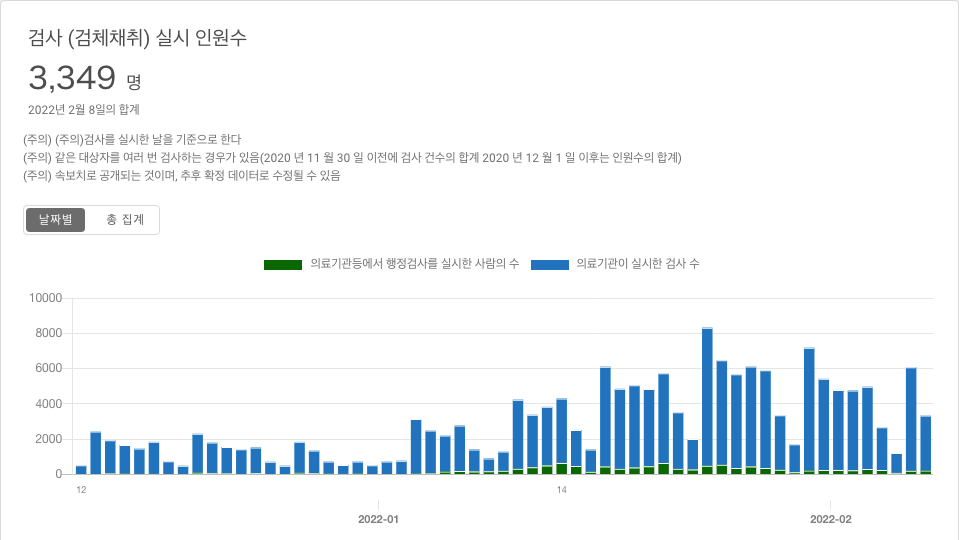 검사 (검체채취) 실시 인원수
3,349 명
2022년 2월 8일의 합계
(주의) (주의)검사를 실시한 날을 기준으로 한다
(주의) 같은 대상자를 여러 번 검사하는 경우가 있음(2020 년 11 월 30 일 이전에 검사 건수의 합계 2020 년 12 월 1 일 이후는 인원수의 합계)
(주의) 속보치로 공개되는 것이며, 추후 확정 데이터로 수정될 수 있음
날짜별 총 집계
의료기관등에서 행정검사를 실시한 사람의 수 의료기관이 실시한 검사 수
10000
8000
6000
4000
2000
0
12 14
2022-01 2022-02